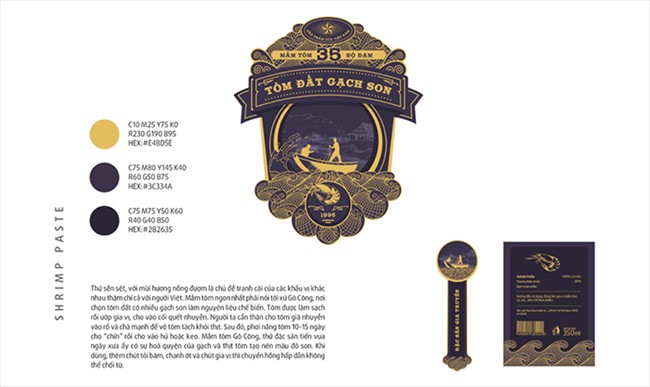 MẮM TÔM 35 ĐỘ ĐẠM
TÔM ĐẤT GẠCH SON
1996
C10 M25 Y75 K0
R230 G190 B95
HEX: #E4BD5E
C75 M80 Y145 K40
R60 G50 B75
HEX: #3C334A
C75 M75 Y50 K60
R40 G40 B50
HEX: #2B2635
SHRIMP PASTE
Thứ sền sệt, với mùi hương nồng đượm là chủ đề tranh cãi của các khẩu vị khác
nhau thậm chí cả với người Việt. Mắm tôm ngon nhất phải nói tới xứ Gò Công, nơi
chọn tôm đất có nhiều gạch son làm nguyên liệu chế biến. Tôm được làm sạch
rồi ướp gia vị, cho vào cối quết nhuyễn. Người ta cẩn thận cho tôm giã nhuyễn
vào rổ và chà mạnh để vỏ tôm tách khỏi thịt. Sau đó, phơi nắng tôm 10-15 ngày
cho "chín" rồi cho vào hủ hoặc keo. Mắm tôm Gò Công, thứ đặc sản tiến vua
ngày xưa ấy có sự hoà quyện của gạch và thịt tôm tạo nên màu đỏ son. Khi
dùng, thêm chút tỏi băm, chanh ớt và chút gia vị thì chuyển hồng hấp dẫn không
thể chối từ.
ĐẶC SẢN GIA TRUYỀN
350ml